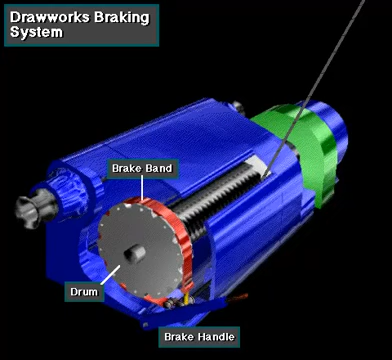 Drawworks Braking
System
Brake Band
Drum
Brake Handle